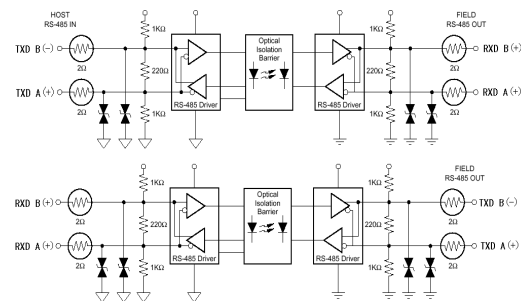 HOST
RS-485 IN
FIELD
RS-485 OUT
TXD B(-)
2Ω
1KΩ
220Ω
RS-485 Driver
Optical
Isolation
Barrier
RS-485 Driver
1KΩ
220Ω
2Ω
RXD B(+)
TXD A(+)
2Ω
1KΩ
1KΩ
2Ω
RXD A(+)
FIELD
RS-485 OUT
RXD B(+)
2Ω
1KΩ
220Ω
RS-485 Driver
Optical
Isolation
Barrier
RS-485 Driver
1KΩ
220Ω
2Ω
TXD B(-)
RXD A(+)
2Ω
1KΩ
1KΩ
2Ω
TXD A(+)